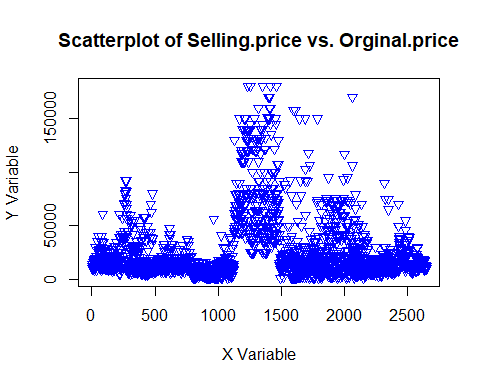 Scatterplot of Selling.price vs. Orginal.price
Y Variable
150000
50000
0
0 500 1000 1500 2000 2500
X Variable